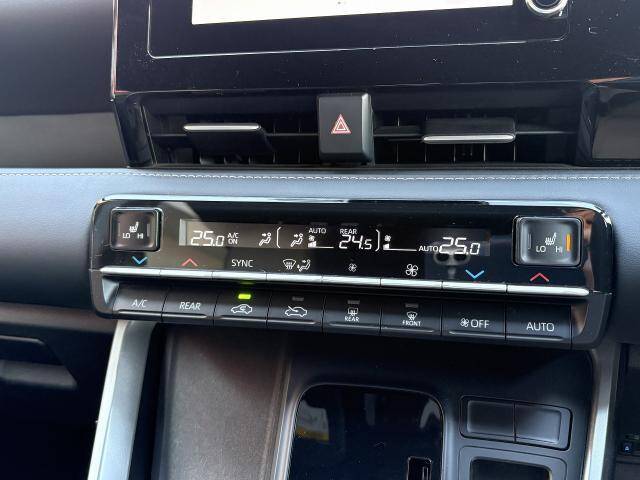 AUTO REAR
25.0 A/C ON 24.5 AUTO 25.0
LO HI
LO HI
SYNC
A/C REAR REAR FRONT OFF AUTO